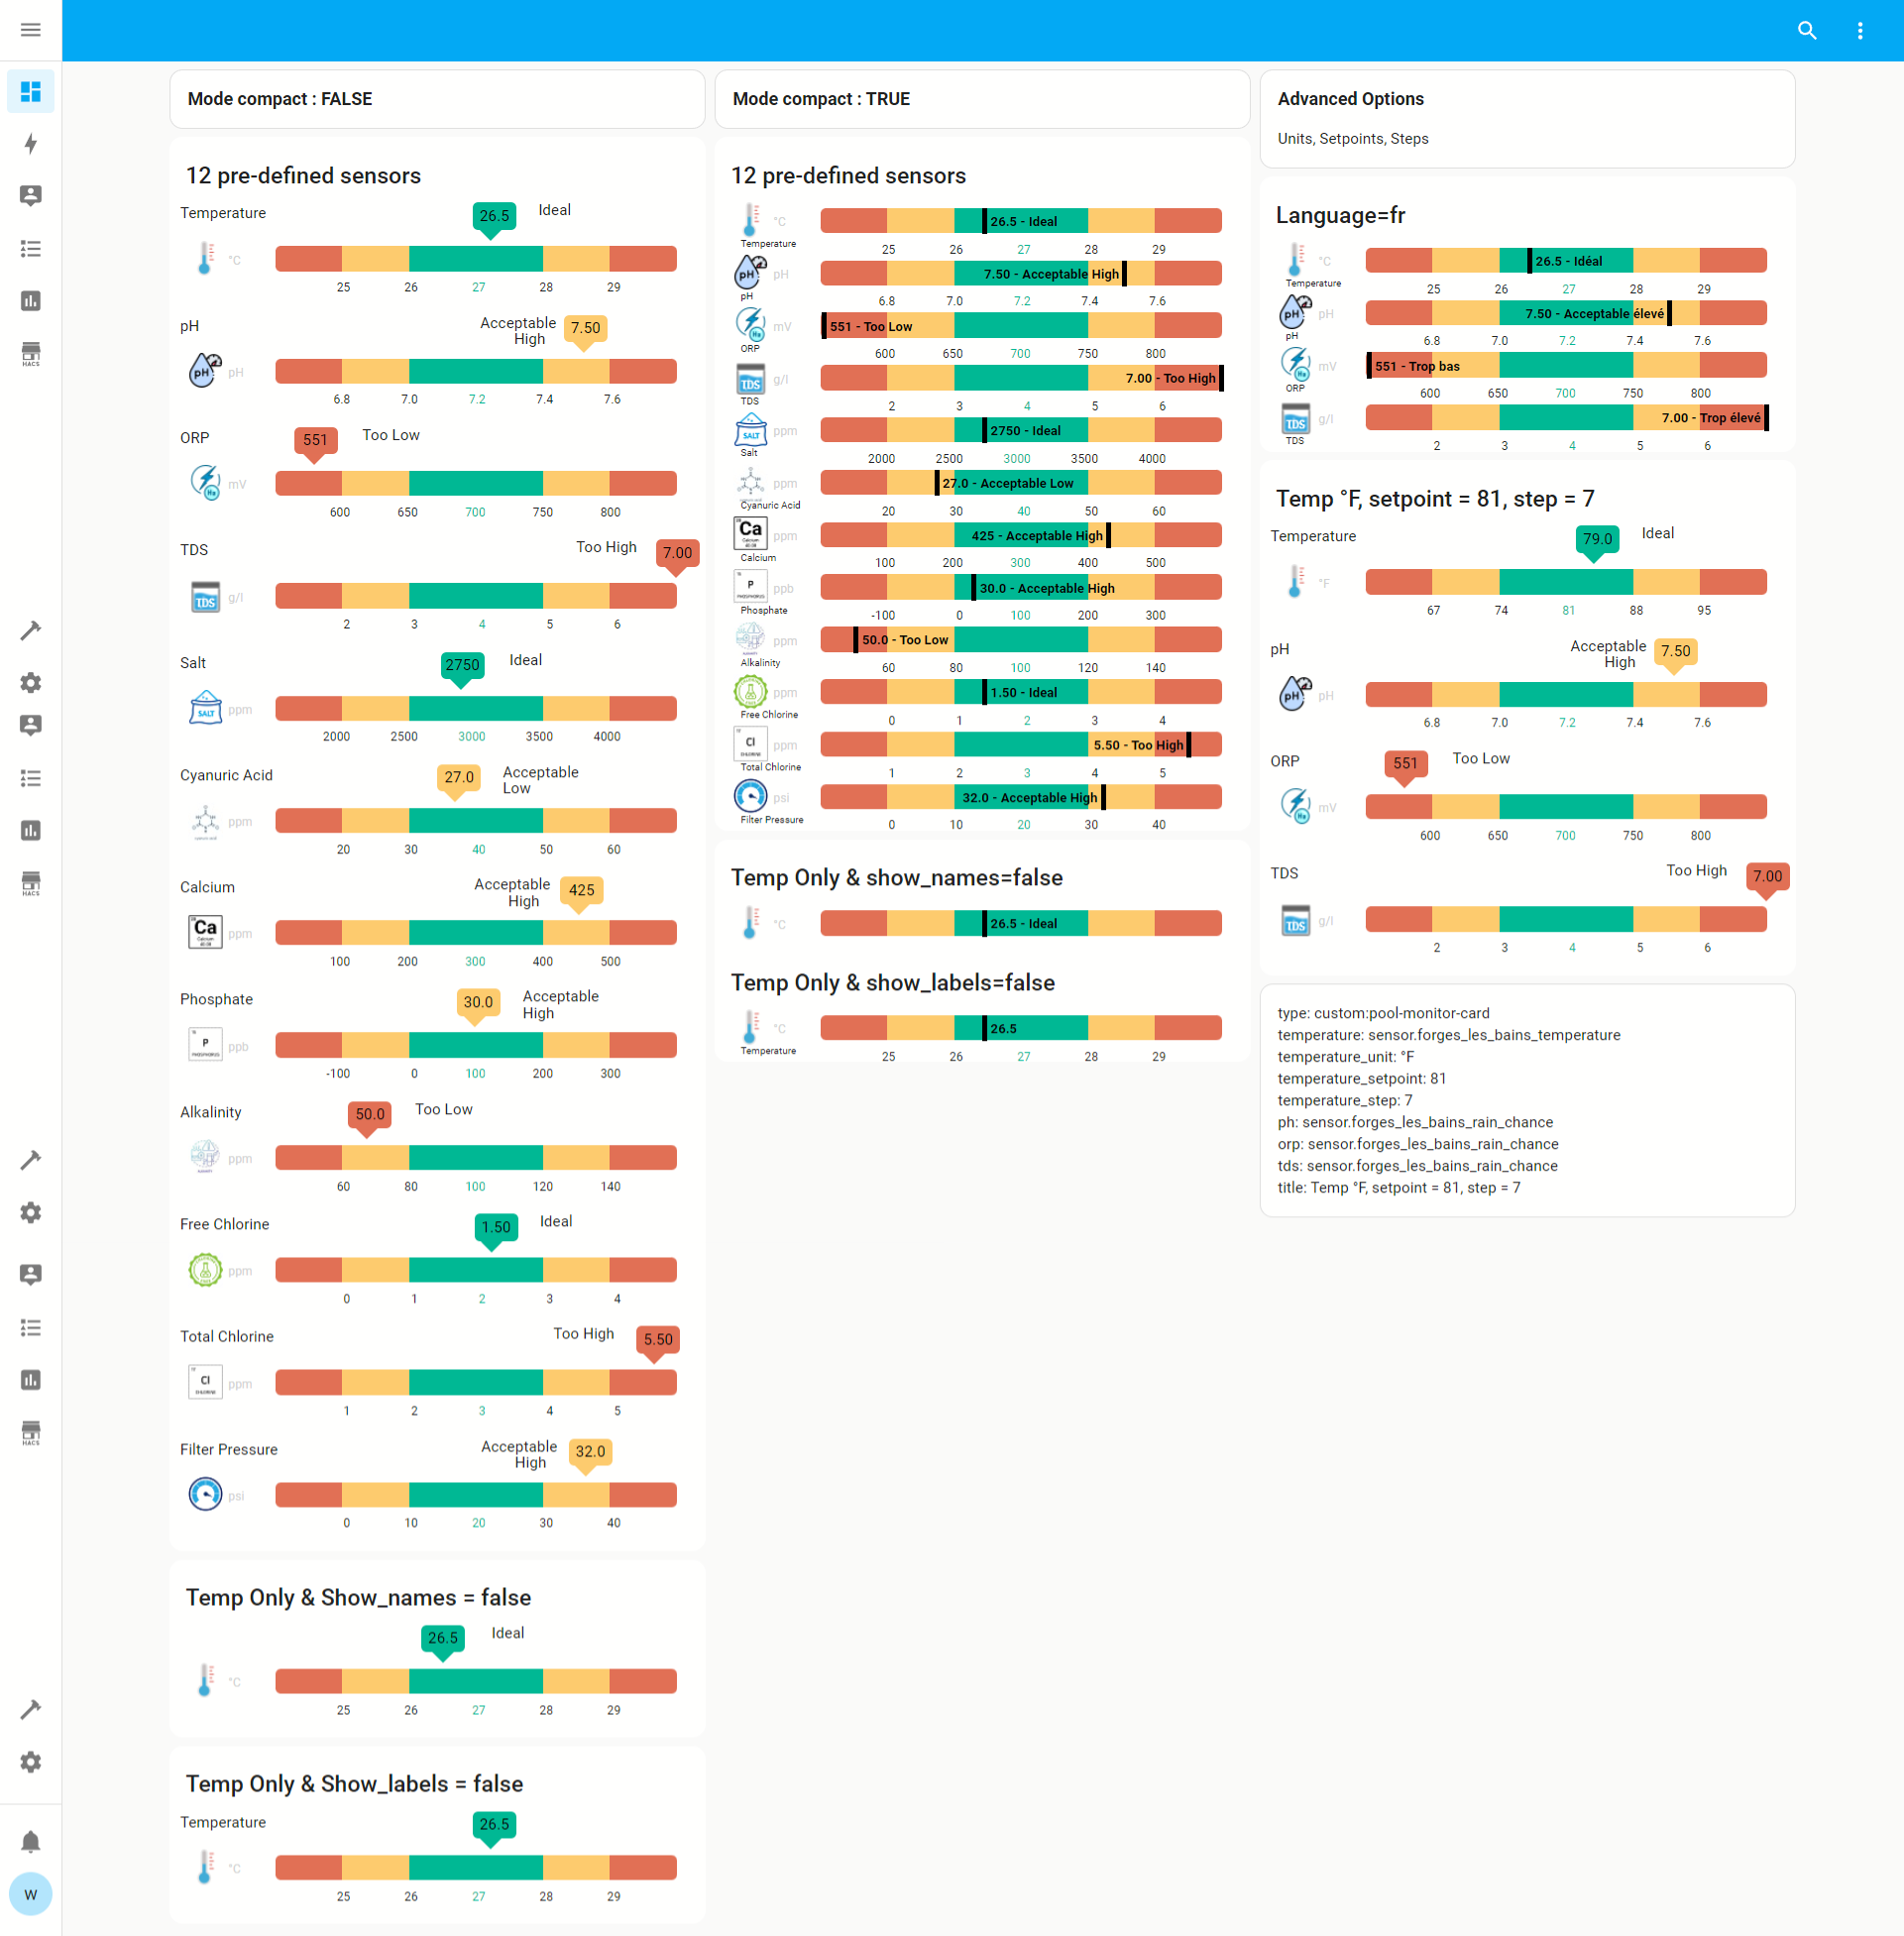 Mode compact : FALSE
12 pre-defined sensors
Temperature
26.5
Ideal
°C
25 26 27 28 29
pH
Acceptable
High
7.50
pH
pH
6.8 7.0 7.2 7.4 7.6
ORP
551
Too Low
mV
600 650 700 750 800
TDS
Too High
7.00
TDS
g/l
2 3 4 5 6
Salt
2750
Ideal
SALT
ppm
2000 2500 3000 3500 4000
Cyanuric Acid
27.0
Acceptable
Low
ppm
20 30 40 50 60
Calcium
Acceptable
High
425
Ca
Calcium
ppm
100 200 300 400 500
Phosphate
30.0
Acceptable
High
P
PHOSPHORUS
ppb
-100 0 100 200 300
Alkalinity
50.0
Too Low
ppm
60 80 100 120 140
Free Chlorine
1.50
Ideal
ppm
0 1 2 3 4
Total Chlorine
Too High
5.50
Cl
CHLORINE
ppm
1 2 3 4 5
Filter Pressure
Acceptable
High
32.0
psi
0 10 20 30 40
Temp Only & Show_names = false
26.5
Ideal
°C
25 26 27 28 29
Temp Only & Show_labels = false
Temperature
26.5
°C
25 26 27 28 29
Mode compact : TRUE
12 pre-defined sensors
°C
26.5 - Ideal
Temperature
25 26 27 28 29
pH
pH
7.50 - Acceptable High
pH
6.8 7.0 7.2 7.4 7.6
mV
551 - Too Low
ORP
600 650 700 750 800
TDS
g/l
7.00 - Too High
TDS
2 3 4 5 6
SALT
ppm
2750 - Ideal
Salt
2000 2500 3000 3500 4000
ppm
27.0 - Acceptable Low
Cyanuric Acid
20 30 40 50 60
Ca
Calcium
ppm
425 - Acceptable High
Calcium
100 200 300 400 500
P
PHOSPHORUS
ppb
30.0 - Acceptable High
Phosphate
-100 0 100 200 300
ppm
50.0 - Too Low
Alkalinity
60 80 100 120 140
ppm
1.50 - Ideal
Free Chlorine
0 1 2 3 4
Cl
CHLORINE
ppm
5.50 - Too High
Total Chlorine
1 2 3 4 5
psi
32.0 - Acceptable High
Filter Pressure
0 10 20 30 40
Temp Only & show_names=false
°C
26.5 - Ideal
Temp Only & show_labels=false
°C
26.5
Temperature
25 26 27 28 29
Advanced Options
Units, Setpoints, Steps
Language=fr
°C
26.5 - Idéal
Temperature
25 26 27 28 29
pH
pH
7.50 - Acceptable élevé
pH
6.8 7.0 7.2 7.4 7.6
mV
551 - Trop bas
ORP
600 650 700 750 800
TDS
g/l
7.00 - Trop élevé
TDS
2 3 4 5 6
Temp °F, setpoint = 81, step = 7
Temperature
79.0
Ideal
°F
67 74 81 88 95
pH
Acceptable
High
7.50
pH
pH
6.8 7.0 7.2 7.4 7.6
ORP
551
Too Low
mV
600 650 700 750 800
TDS
Too High
7.00
TDS
g/l
2 3 4 5 6
type: custom:pool-monitor-card
temperature: sensor.forges_les_bains_temperature
temperature_unit: °F
temperature_setpoint: 81
temperature_step: 7
ph: sensor.forges_les_bains_rain_chance
orp: sensor.forges_les_bains_rain_chance
tds: sensor.forges_les_bains_rain_chance
title: Temp °F, setpoint = 81, step = 7
HACS
HACS
HACS
W